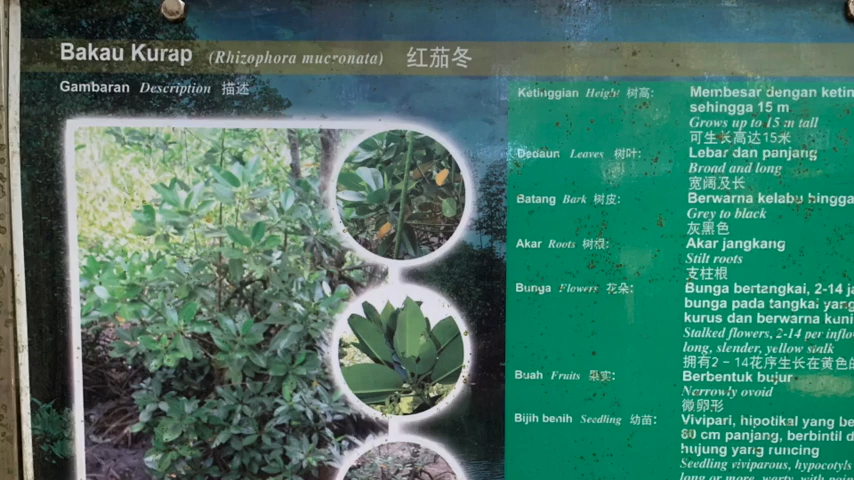 Bakau Kurap (Rhizophora mucronata) 红茄冬
Gambaran Description 描述
Ketinggian Height 树高:
Membesar dengan
sehingga 15 m
Grows up to 15 m tall
可生长高达15米
Dedaun Leaves 树叶:
Lebar dan panjang
Broad and long
宽阔及长
Batang Bark 树皮:
Berwarna kelabu hingga
Grey to black
灰黑色
Akar Roots 树根:
Akar jangkang
Stilt roots
支柱根
Bunga Flowers 花朵:
Bunga bertangkai, 2-14
bunga pada tangkai yang
kurus dan berwarna
Stalked flowers, 2-14 per
long, slender, yellow stalk
拥有2-14花序生长在黄色的
Buah Fruits 果实:
Berbentuk bujur
Narrowly ovoid
微卵形
Bijih benih Seedling 幼苗:
Vivipari, hipotikal yang
60 cm panjang, berbintil
hujung yang runcing
Seedling viviparous, hypocotyls
long or more, warty, with